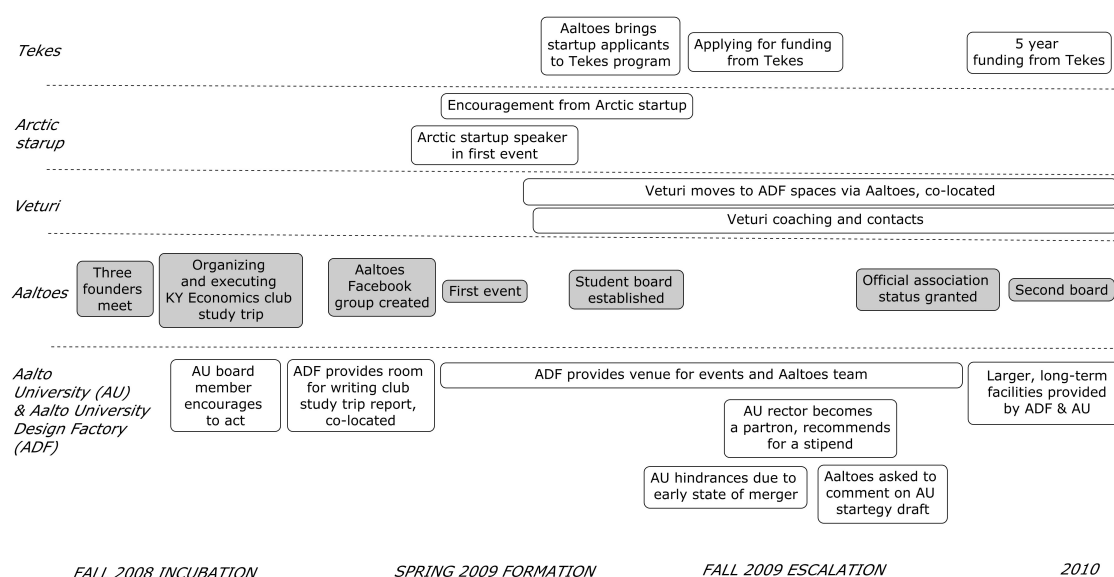 Tekes
Aaltoes brings
startup applicants
to Tekes program
Applying for funding
from Tekes
5 year
funding from Tekes
Arctic
starup
Encouragement from Arctic startup
Arctic startup speaker
in first event
Veturi
Veturi moves to ADF spaces via Aaltoes, co-located
Veturi coaching and contacts
Aaltoes
Three
founders
meet
Organizing
and executing
KY Economics club
study trip
Aaltoes
Facebook
group created
First event
Student board
established
Official association
status granted
Second board
Aalto
University (AU)
& Aalto University
Design Factory
(ADF)
AU board
member
encourages
to act
ADF provides room
for writing club
study trip report,
co-located
ADF provides venue for events and Aaltoes team
Larger, long-term
facilities provided
by ADF & AU
AU rector becomes
a partron, recommends
for a stipend
AU hindrances due to
early state of merger
Aaltoes asked to
comment on AU
startegy draft
FALL 2008 INCUBATION
SPRING 2009 FORMATION
FALL 2009 ESCALATION
2010